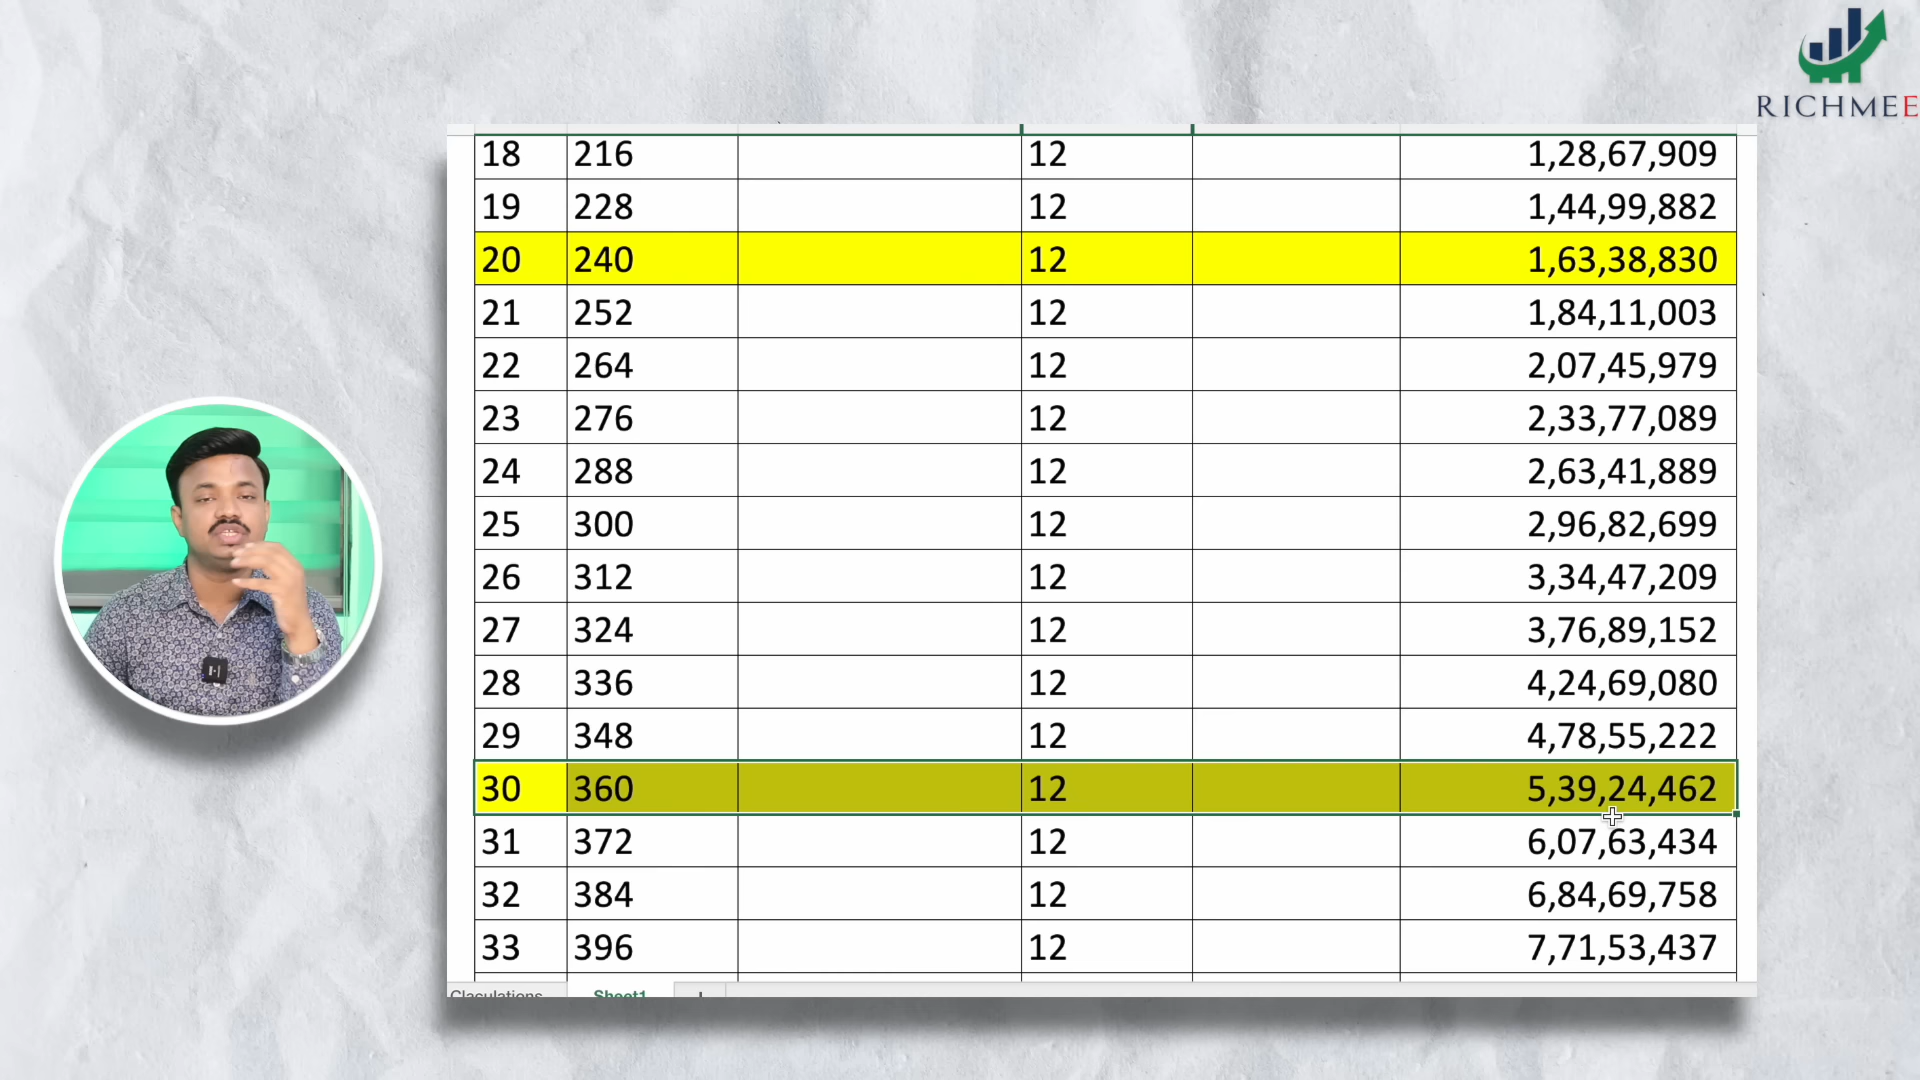 RICHMEE
18 216 12 1,28,67,909
19 228 12 1,44,99,882
20 240 12 1,63,38,830
21 252 12 1,84,11,003
22 264 12 2,07,45,979
23 276 12 2,33,77,089
24 288 12 2,63,41,889
25 300 12 2,96,82,699
26 312 12 3,34,47,209
27 324 12 3,76,89,152
28 336 12 4,24,69,080
29 348 12 4,78,55,222
30 360 12 5,39,24,462
31 372 12 6,07,63,434
32 384 12 6,84,69,758
33 396 12 7,71,53,437
Claculations Sheet1 +